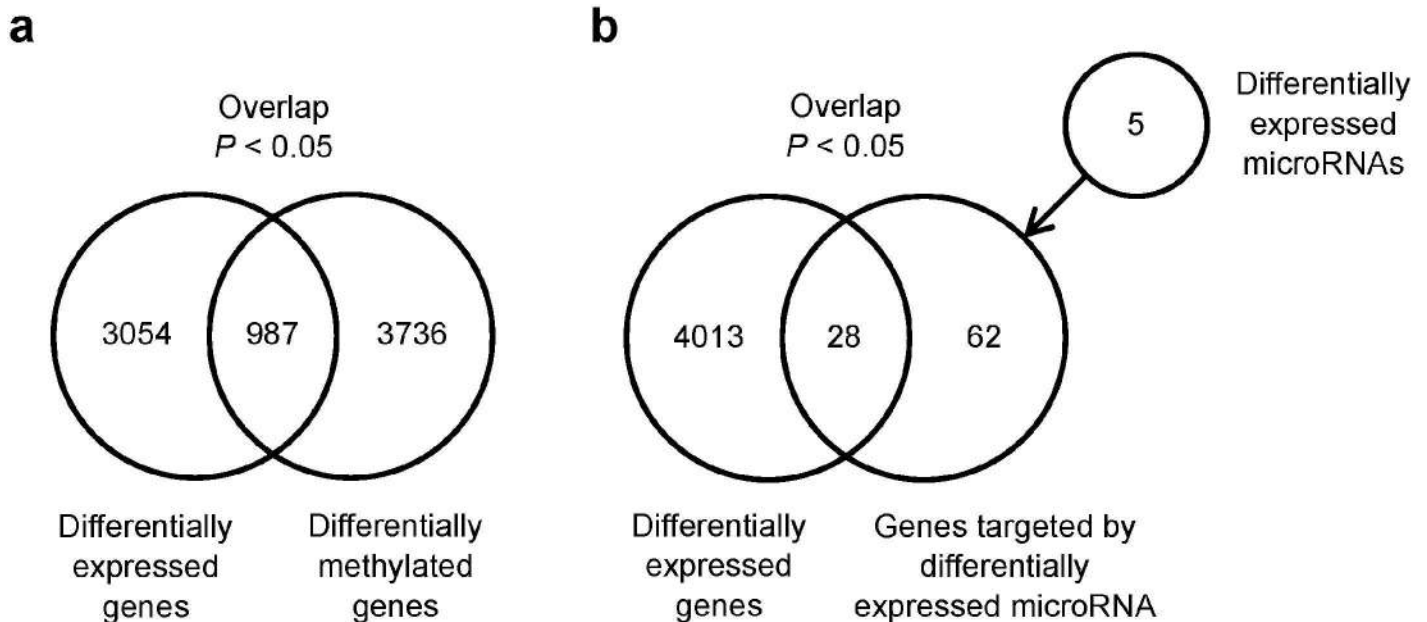 a
Overlap
P < 0.05
3054
987
3736
Differentially
expressed
genes
Differentially
methylated
genes
b
Overlap
P < 0.05
5
Differentially
expressed
microRNAs
4013
28
62
Differentially
expressed
genes
Genes targeted by
differentially
expressed microRNA